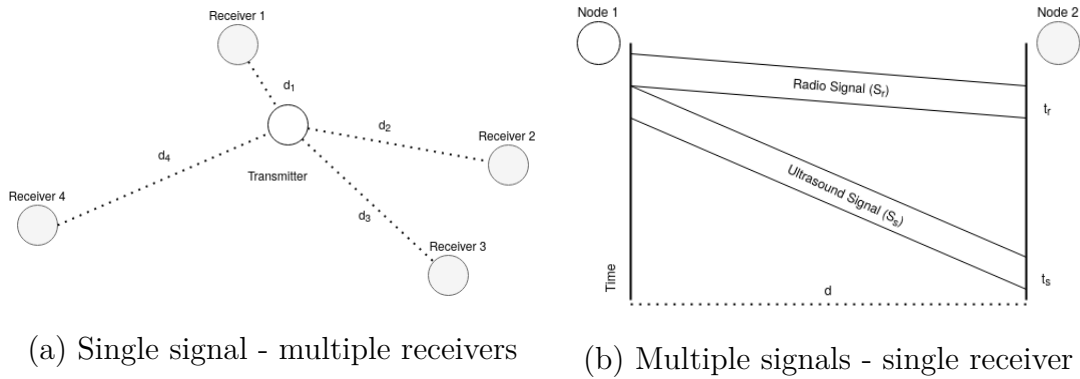 Receiver 1
d1
d2
Receiver 2
d4
Transmitter
Receiver 4
d3
Receiver 3
(a) Single signal - multiple receivers
Node 1
Node 2
Radio Signal (Sr)
tr
Ultrasound Signal (Ss)
Time
ts
d
(b) Multiple signals - single receiver